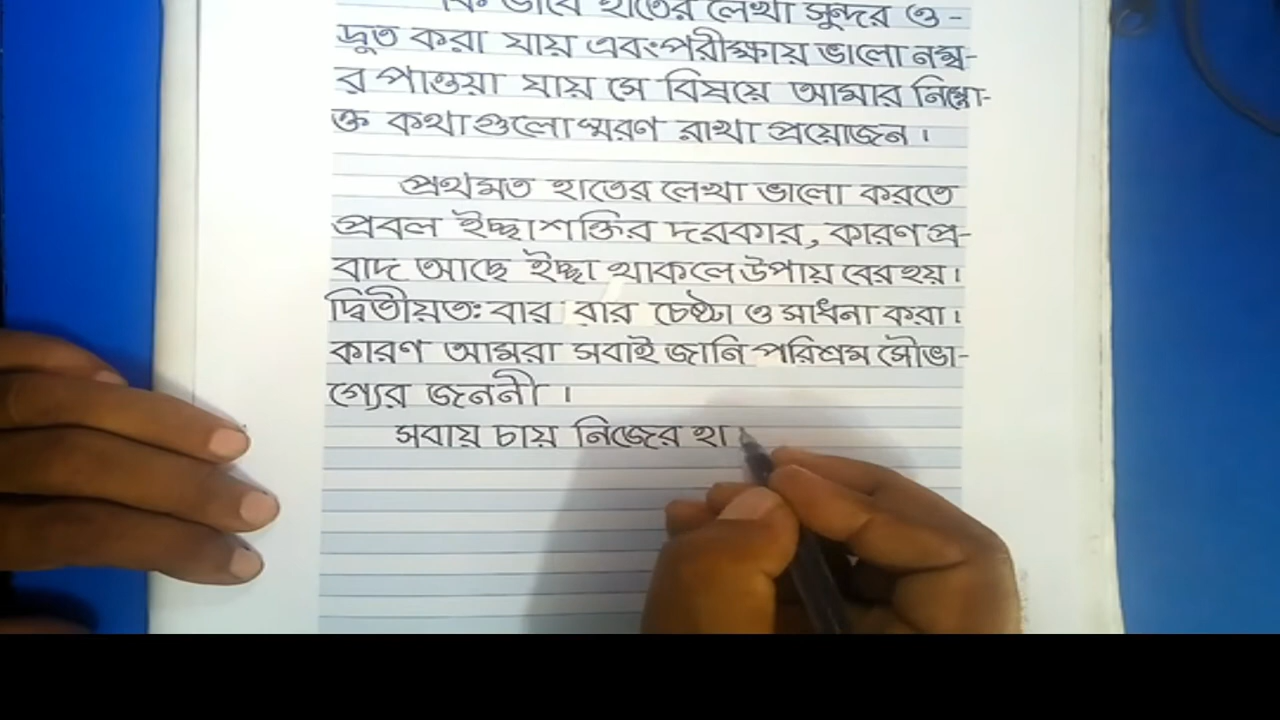 কি ভাবে হাতের লেখা সুন্দর ও -
দ্রুত করা যায় এবং পরীক্ষায় ভালো নম্ব-
র পাওয়া যায় সে বিষয়ে আমার নিম্নো-
ক্ত কথাগুলো স্মরণ রাখা প্রয়োজন।
প্রথমত হাতের লেখা ভালো করতে
প্রবল ইচ্ছাশক্তির দরকার, কারণ প্র-
বাদ আছে ইচ্ছা থাকলে উপায় বের হয়।
দ্বিতীয়তঃ বার বার চেষ্টা ও সাধনা করা।
কারণ আমরা সবাই জানি পরিশ্রম সৌভা-
গ্যের জননী।
সবায় চায় নিজের হা